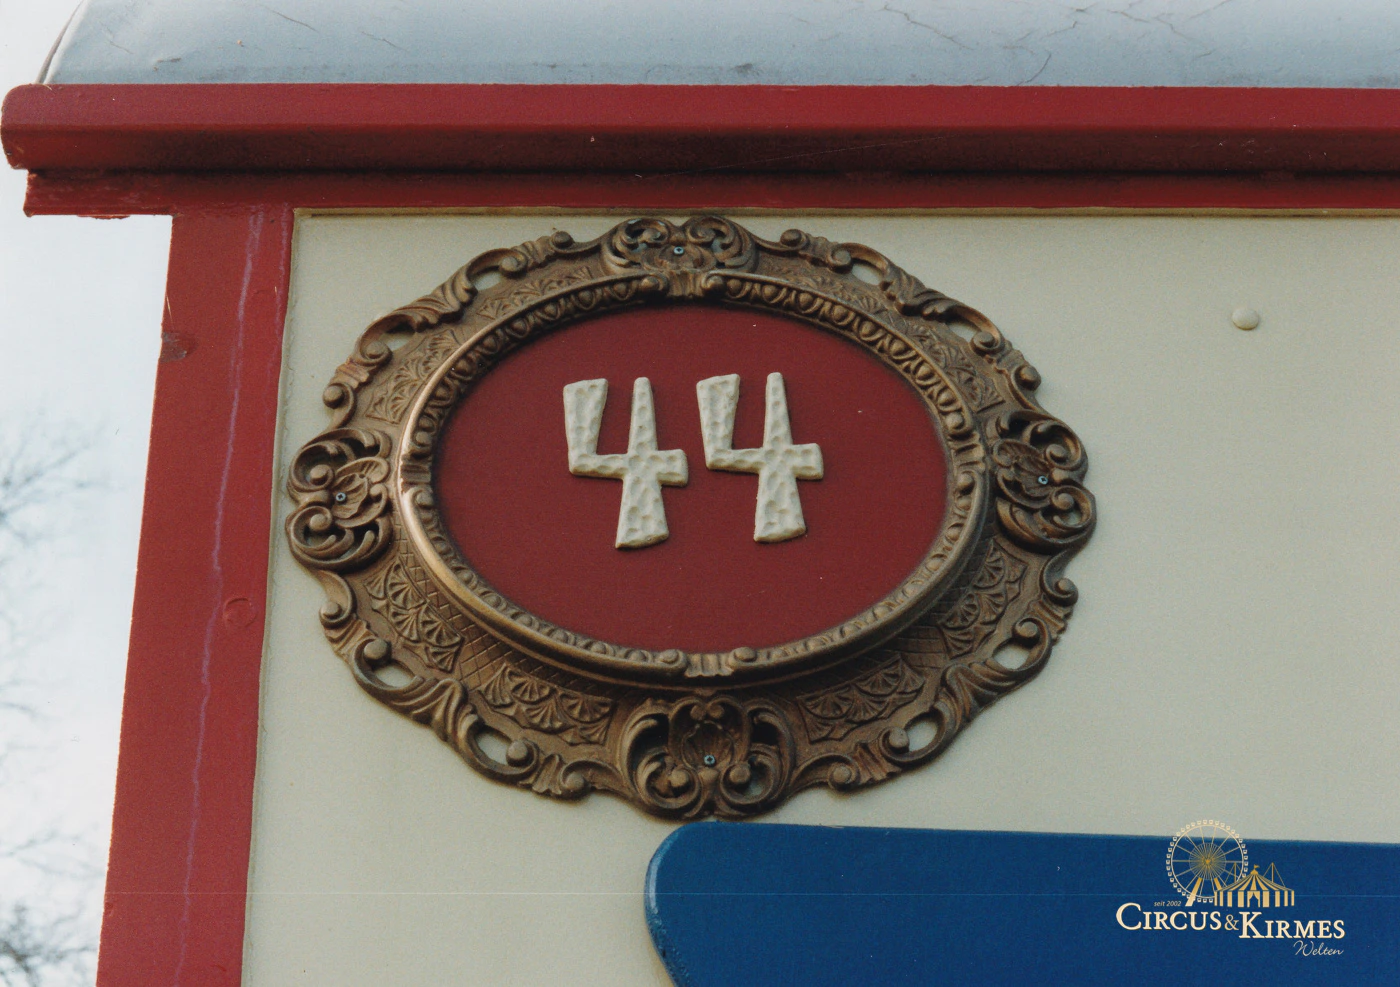 44
seit 2002
CIRCUS & KIRMES
Welten